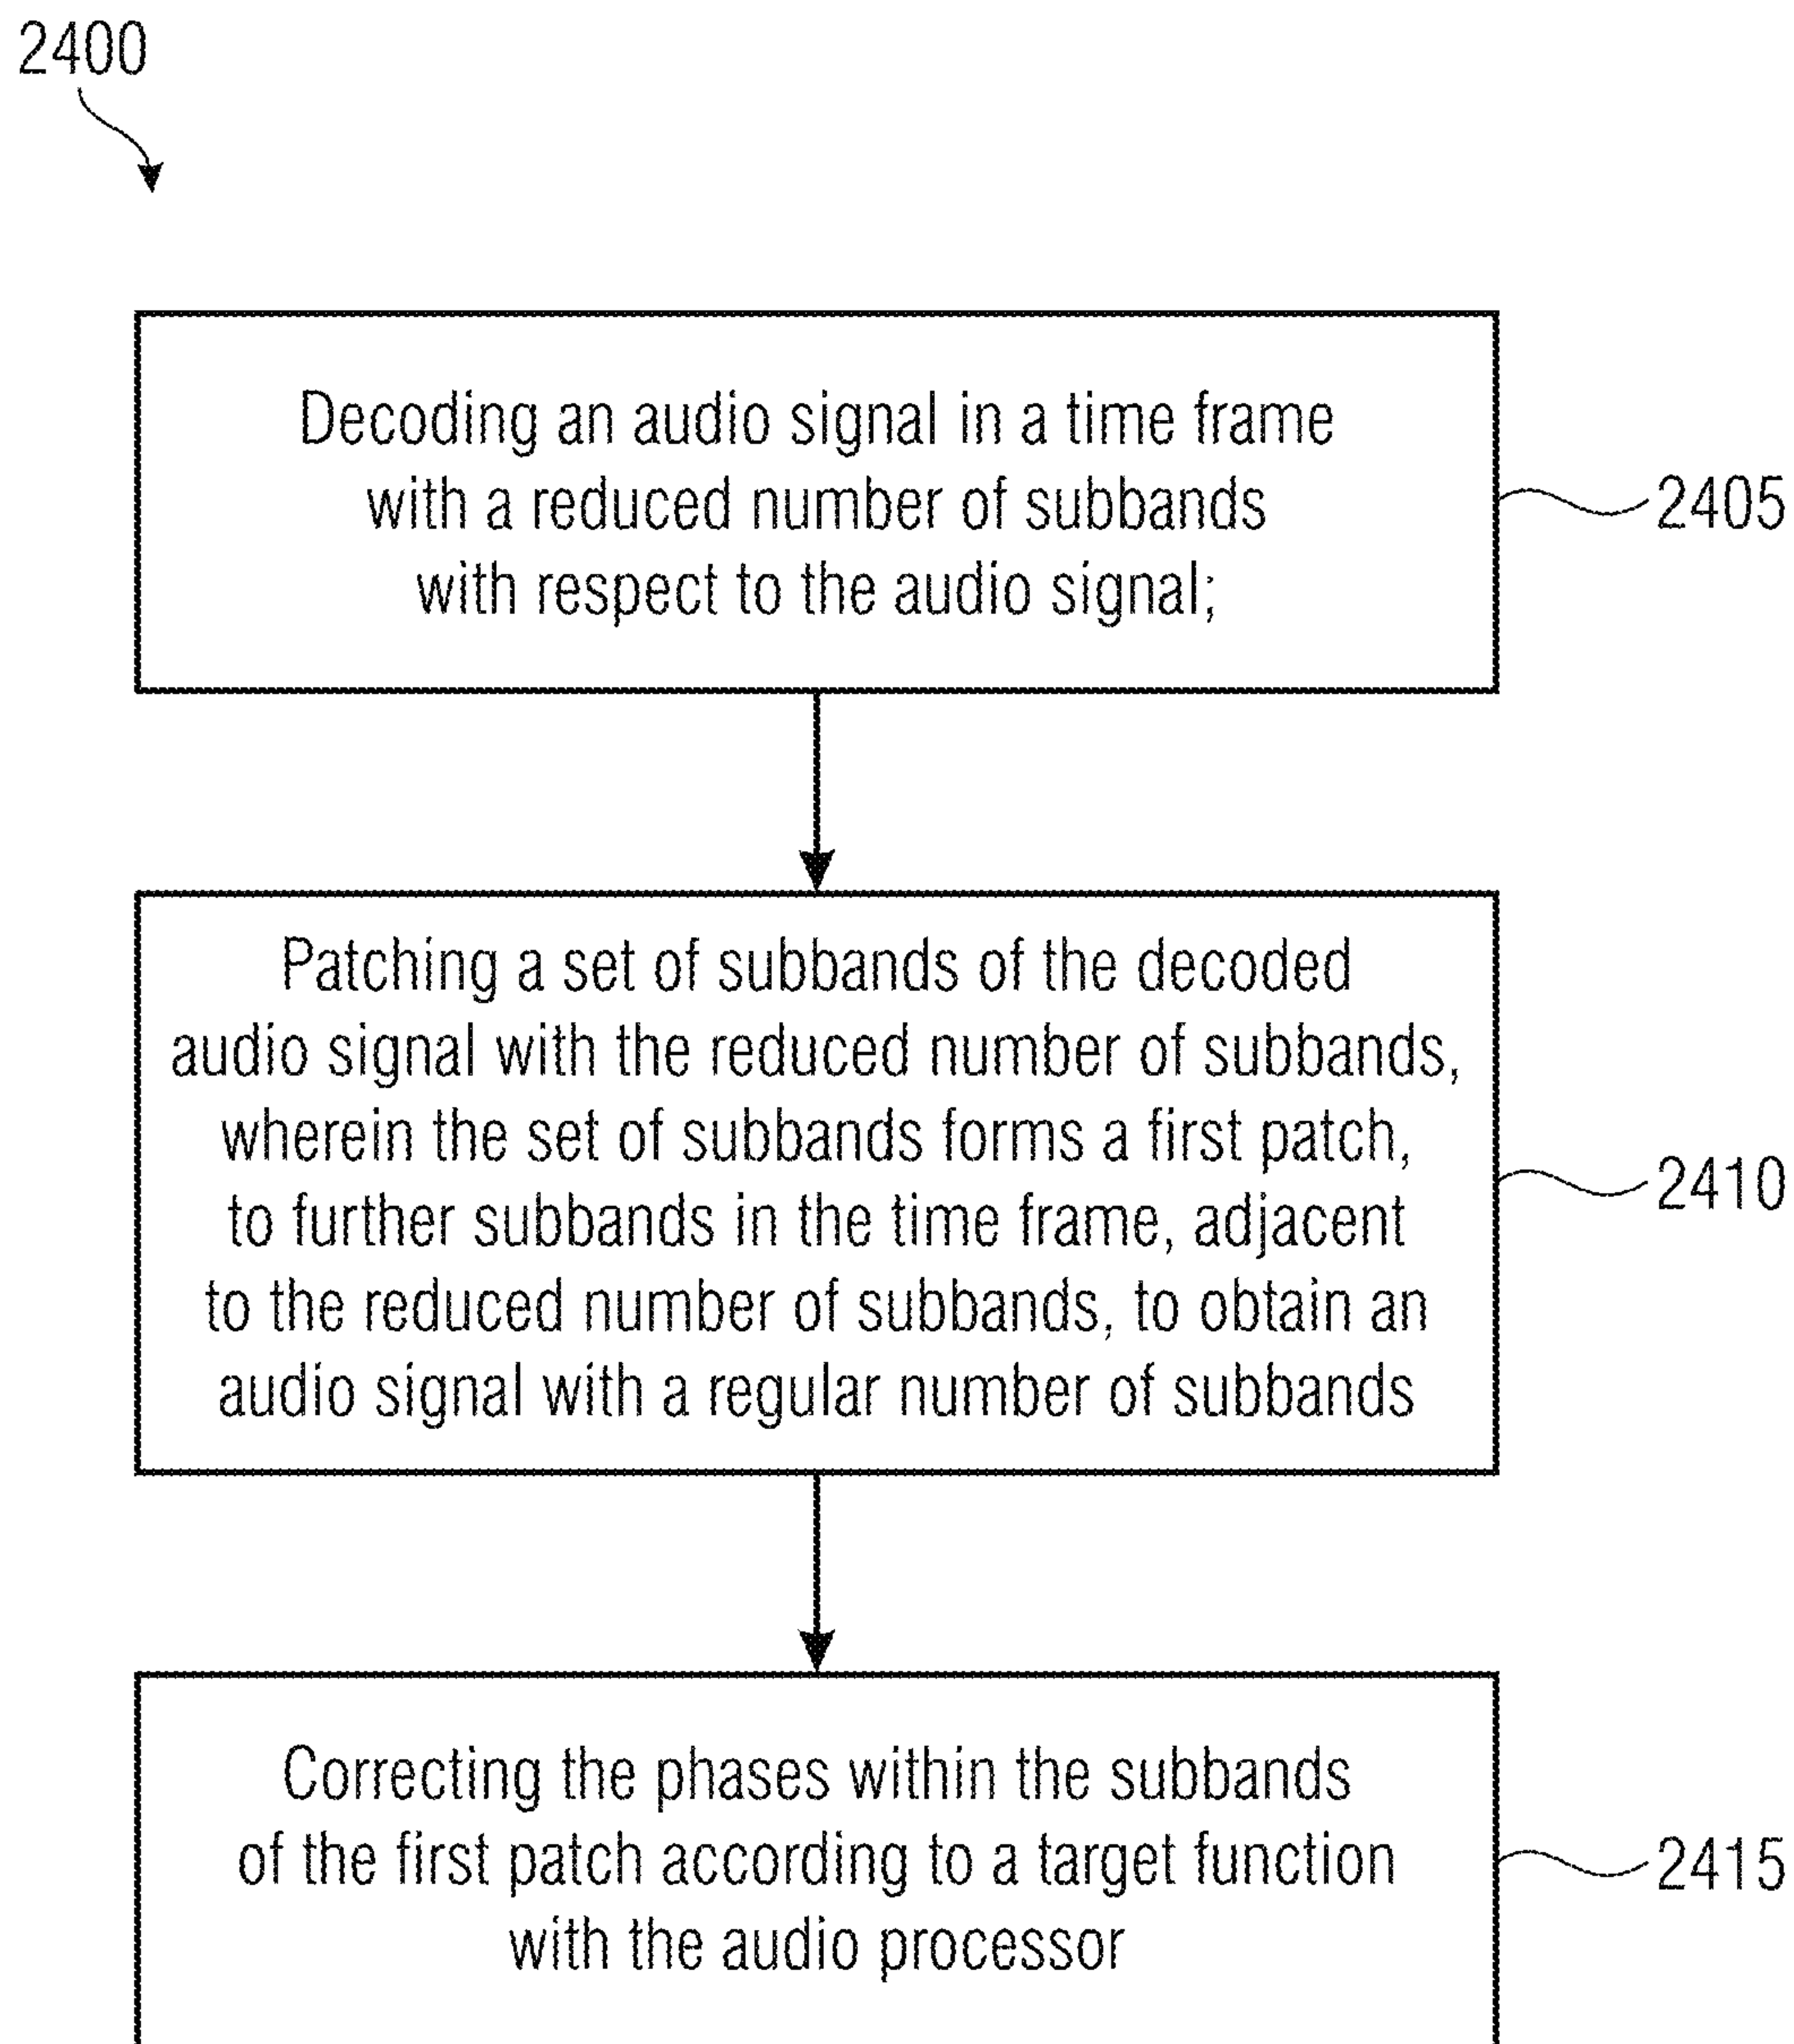 2400
Decoding an audio signal in a time frame
with a reduced number of subbands
with respect to the audio signal;
2405
Patching a set of subbands of the decoded
audio signal with the reduced number of subbands,
wherein the set of subbands forms a first patch,
to further subbands in the time frame, adjacent
to the reduced number of subbands, to obtain an
audio signal with a regular number of subbands
2410
Correcting the phases within the subbands
of the first patch according to a target function
with the audio processor
2415